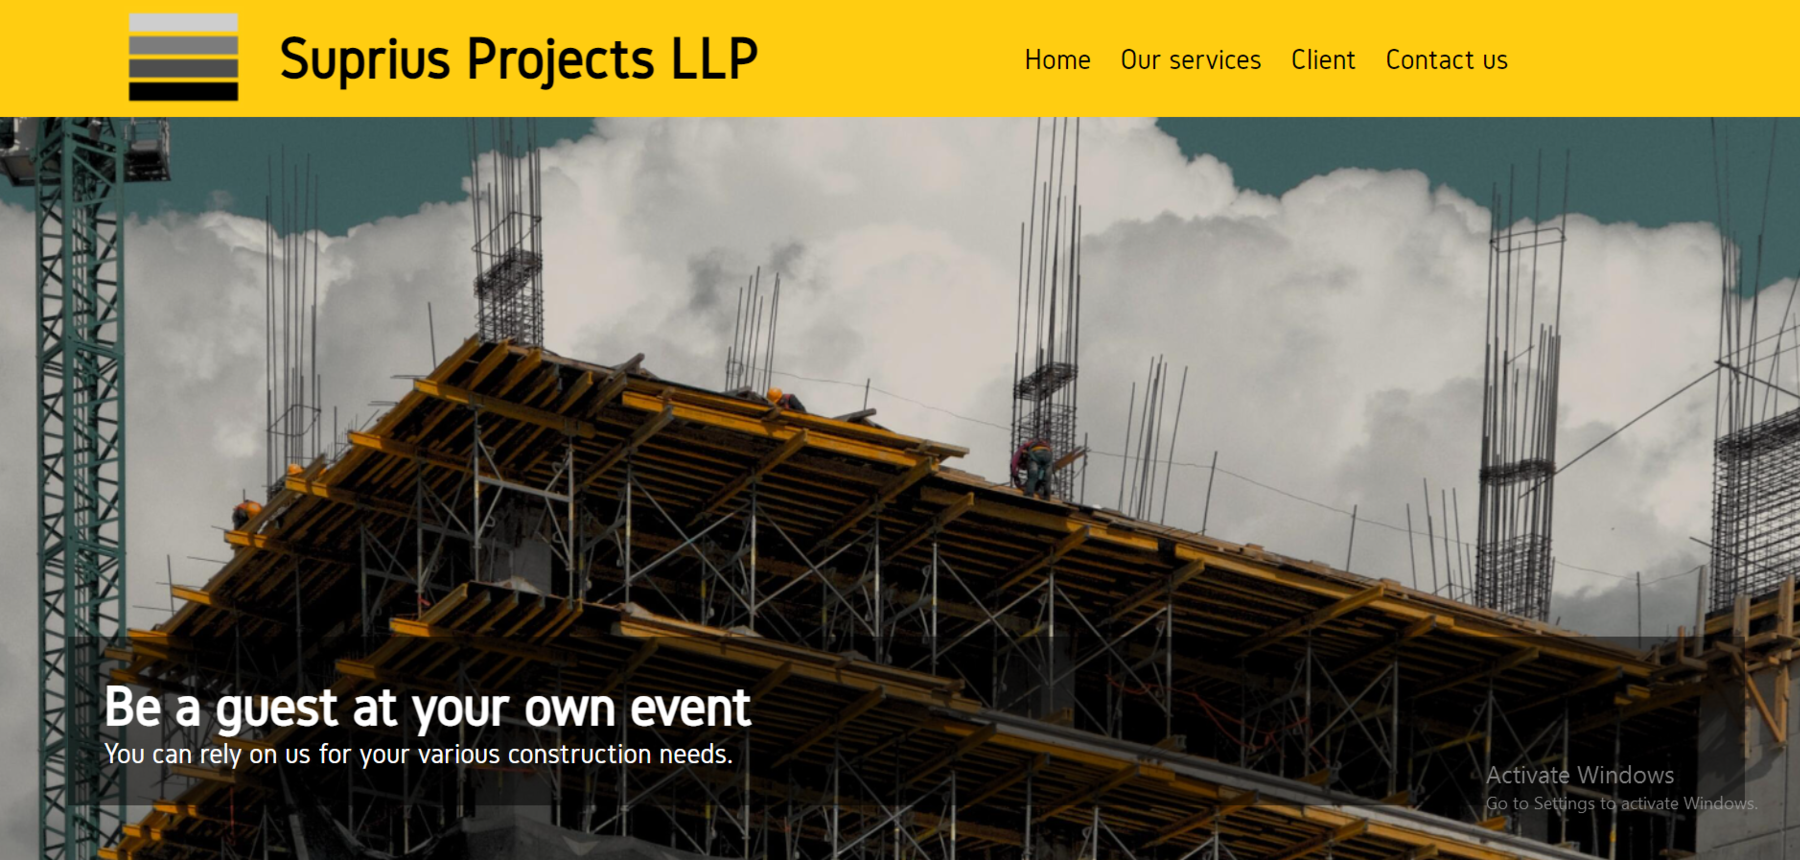 Suprius Projects LLP
Home Our services Client Contact us
Be a guest at your own event
You can rely on us for your various construction needs.
Activate Windows
Go to Settings to activate Windows.